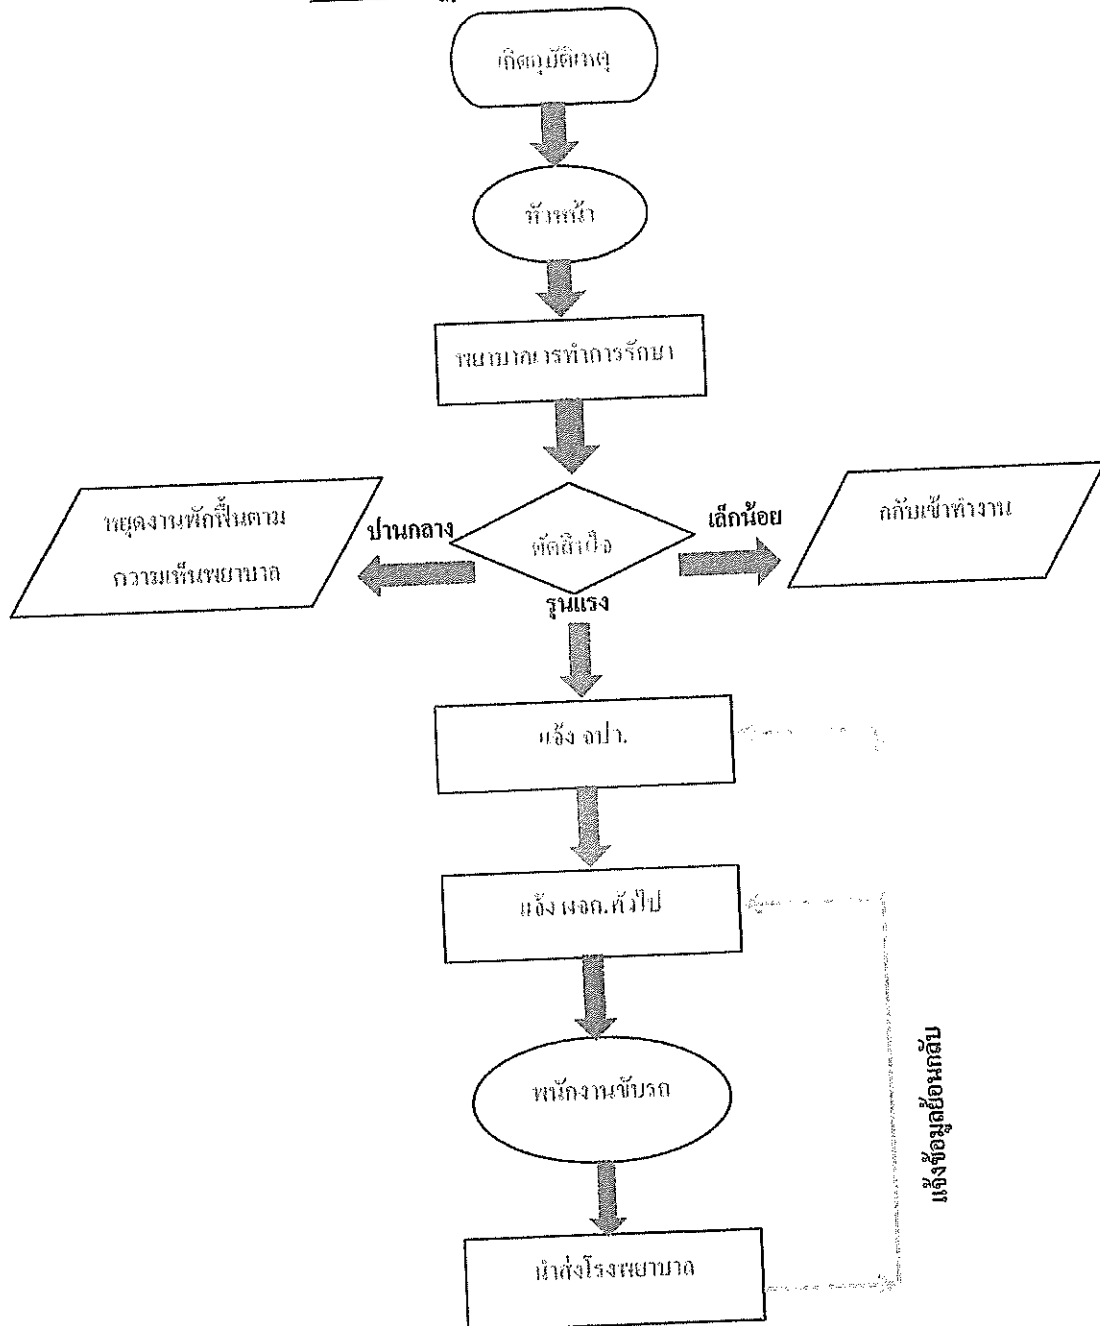 เกิดอุบัติเหตุ
หัวหน้า
พยาบาลการทำการรักษา
ตัดสินใจ
ปานกลาง
เล็กน้อย
รุนแรง
หยุดงานพักฟื้นตาม
ความเห็นพยาบาล
กลับเข้าทำงาน
แจ้ง จป.
แจ้ง ผจก.ทั่วไป
พนักงานขับรถ
นำส่งโรงพยาบาล
แจ้งข้อมูลย้อนกลับ